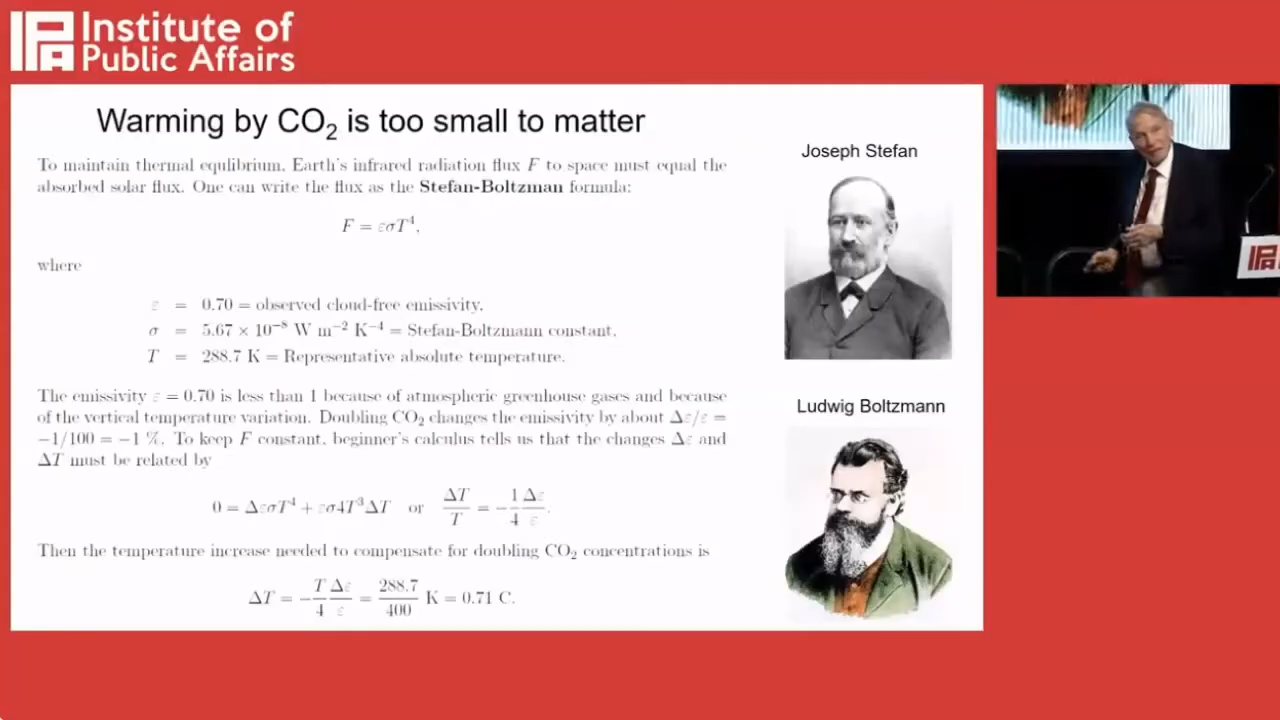 Institute of
Public Affairs
Warming by CO₂ is too small to matter
To maintain thermal equlibrium, Earth's infrared radiation flux F to space must equal the
absorbed solar flux. One can write the flux as the Stefan-Boltzman formula:
F = εσT⁴,
where
ε = 0.70 = observed cloud-free emissivity.
σ = 5.67 × 10⁻⁸ W m⁻² K⁻⁴ = Stefan-Boltzmann constant.
T = 288.7 K = Representative absolute temperature.
The emissivity ε = 0.70 is less than 1 because of atmospheric greenhouse gases and because
of the vertical temperature variation. Doubling CO₂ changes the emissivity by about Δε/ε =
−1/100 = −1 %. To keep F constant, beginner's calculus tells us that the changes Δε and
ΔT must be related by
0 = ΔεσT⁴ + εσ4T³ΔT or ΔT/T = −1/4 Δε/ε.
Then the temperature increase needed to compensate for doubling CO₂ concentrations is
ΔT = −T/4 Δε/ε = 288.7/400 K = 0.71 C.
Joseph Stefan
Ludwig Boltzmann
IPA
IPA